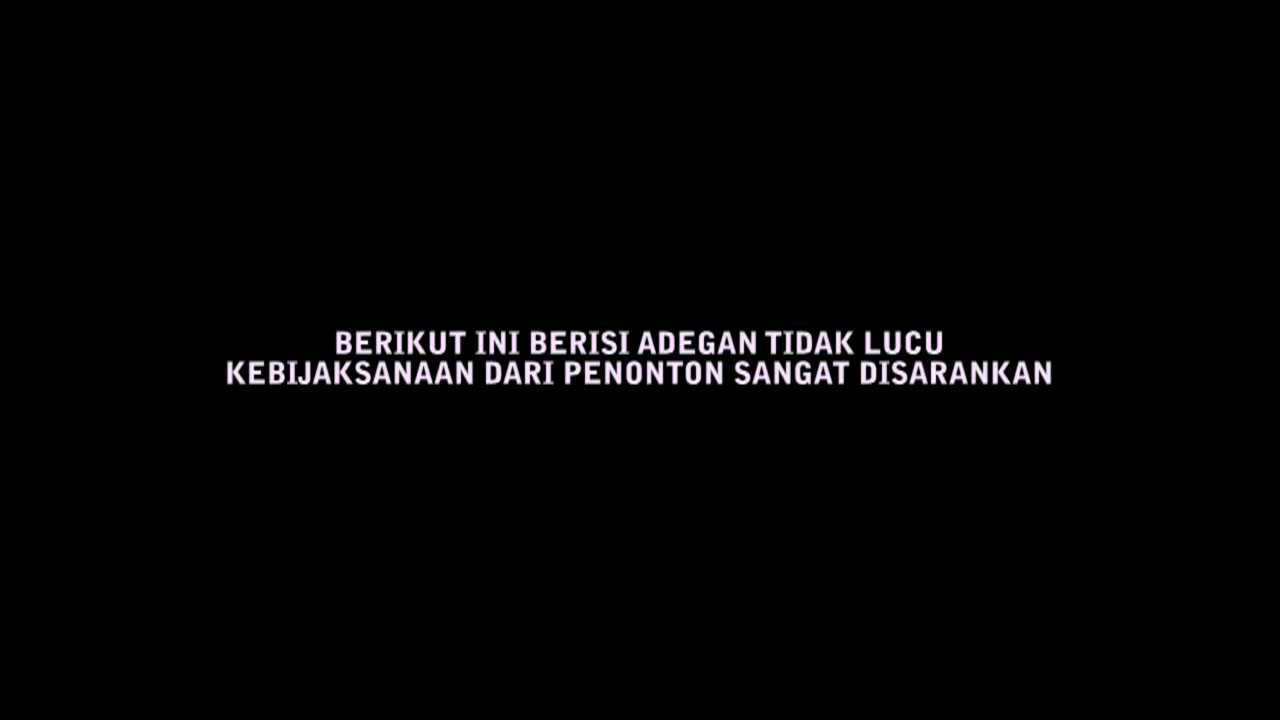 BERIKUT INI BERISI ADEGAN TIDAK LUCU
KEBIJAKSANAAN DARI PENONTON SANGAT DISARANKAN